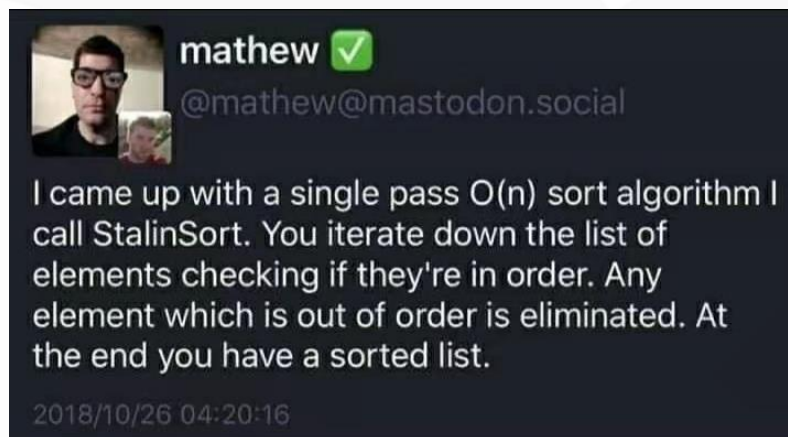 mathew ✅
@mathew@mastodon.social
I came up with a single pass O(n) sort algorithm I
call StalinSort. You iterate down the list of
elements checking if they're in order. Any
element which is out of order is eliminated. At
the end you have a sorted list.
2018/10/26 04:20:16